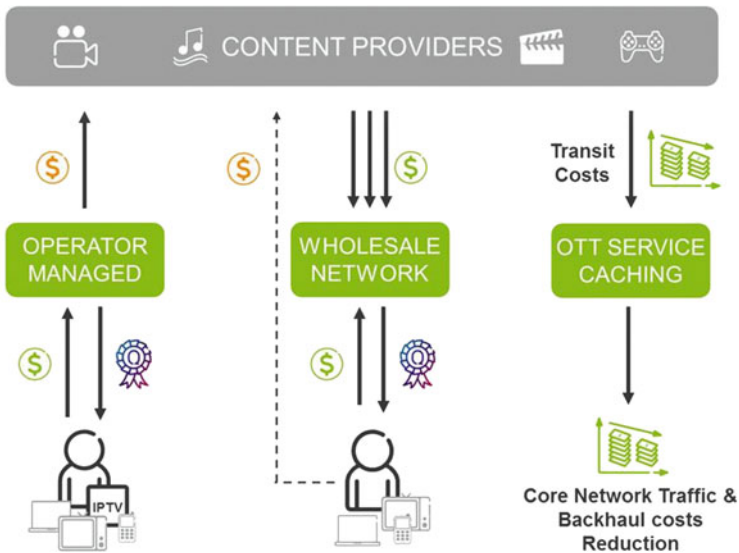 CONTENT PROVIDERS
$
$
$
Transit
Costs
OPERATOR
MANAGED
WHOLESALE
NETWORK
OTT SERVICE
CACHING
$
$
IPTV
Core Network Traffic &
Backhaul costs
Reduction